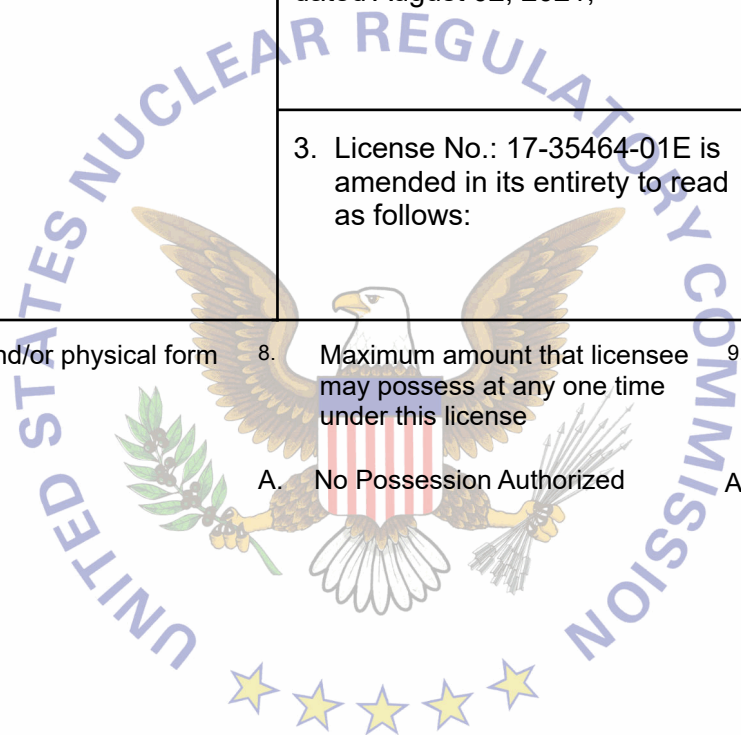 3. License No.: 17-35464-01E is
amended in its entirety to read
as follows:
nd/or physical form
8. Maximum amount that licensee
may possess at any one time
under this license
9
A. No Possession Authorized
A
UNITED STATES NUCLEAR REGULATORY COMMISSION